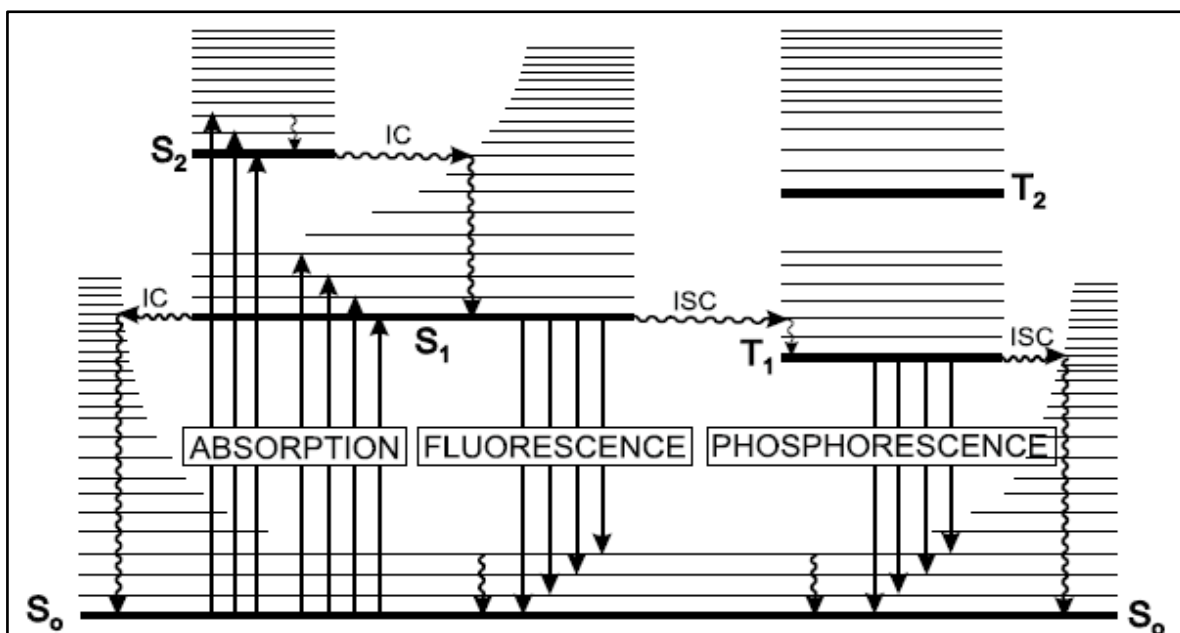 IC
S₂
T₂
IC
ISC
S₁
T₁
ISC
ABSORPTION
FLUORESCENCE
PHOSPHORESCENCE
Sₒ
Sₒ